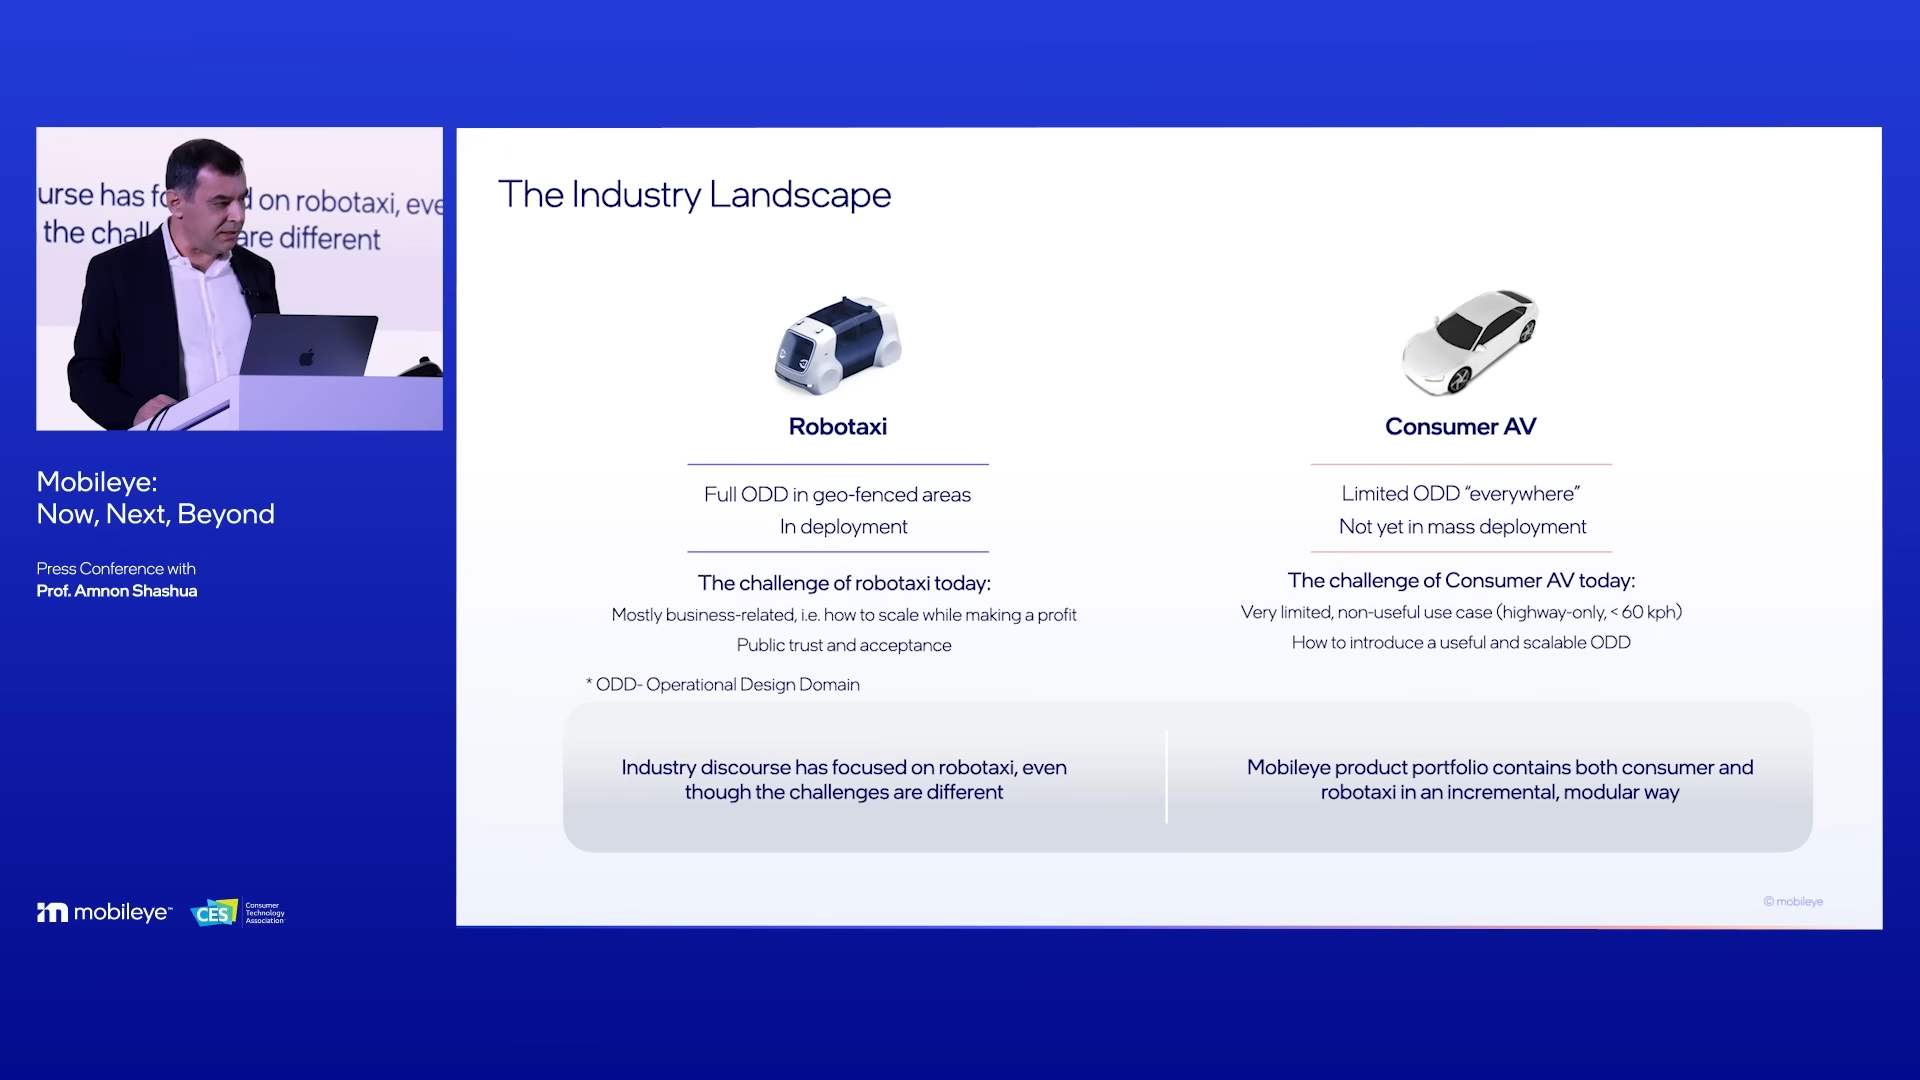 urse has fo d on robotaxi, eve
the chall are different
Mobileye:
Now, Next, Beyond
Press Conference with
Prof. Amnon Shashua
mobileye™
CES
Consumer
Technology
Association
The Industry Landscape
Robotaxi
Full ODD in geo-fenced areas
In deployment
The challenge of robotaxi today:
Mostly business-related, i.e. how to scale while making a profit
Public trust and acceptance
* ODD- Operational Design Domain
Consumer AV
Limited ODD “everywhere”
Not yet in mass deployment
The challenge of Consumer AV today:
Very limited, non-useful use case (highway-only, < 60 kph)
How to introduce a useful and scalable ODD
Industry discourse has focused on robotaxi, even
though the challenges are different
Mobileye product portfolio contains both consumer and
robotaxi in an incremental, modular way
© mobileye